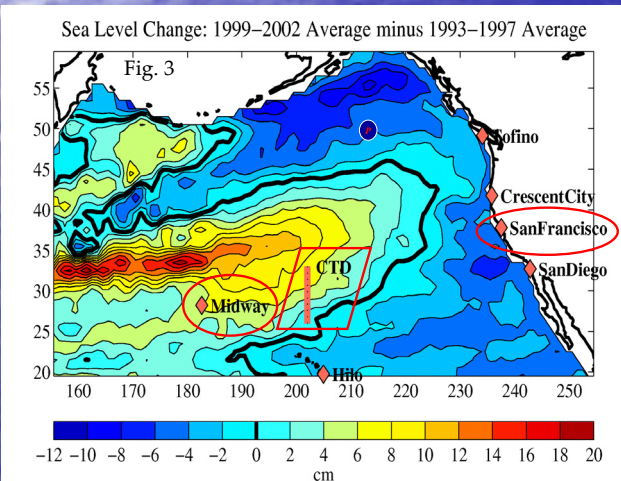 Sea Level Change: 1999−2002 Average minus 1993−1997 Average
Fig. 3
55
50
45
40
35
30
25
20
Tofino
CrescentCity
SanFrancisco
SanDiego
CTD
Midway
Hilo
160 170 180 190 200 210 220 230 240 250
−12 −10 −8 −6 −4 −2 0 2 4 6 8 10 12 14 16 18 20
cm